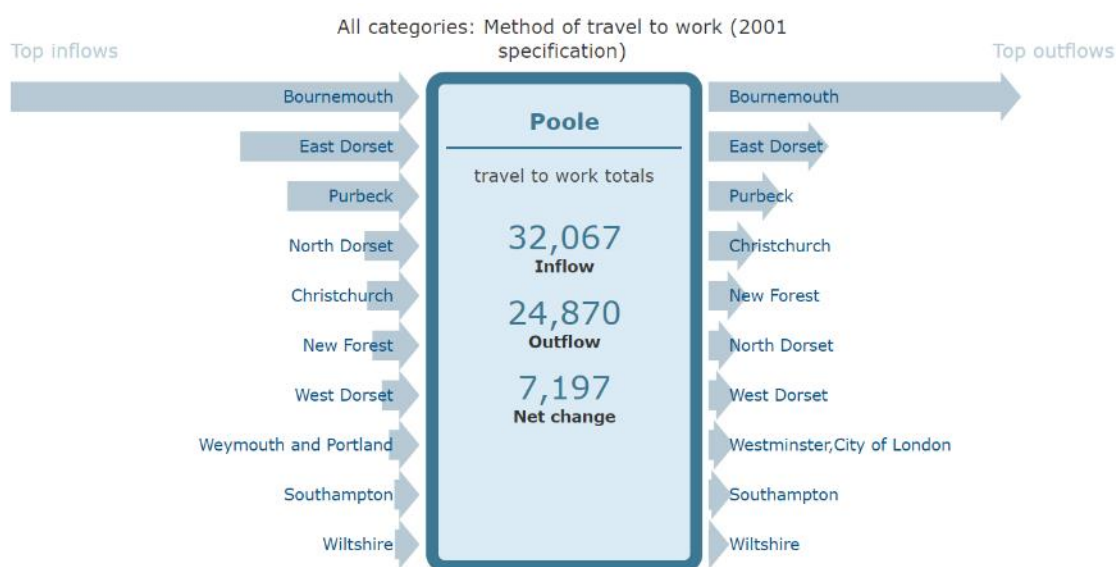 All categories: Method of travel to work (2001
specification)
Top inflows
Top outflows
Bournemouth
East Dorset
Purbeck
North Dorset
Christchurch
New Forest
West Dorset
Weymouth and Portland
Southampton
Wiltshire
Poole
travel to work totals
32,067
Inflow
24,870
Outflow
7,197
Net change
Bournemouth
East Dorset
Purbeck
Christchurch
New Forest
North Dorset
West Dorset
Westminster,City of London
Southampton
Wiltshire